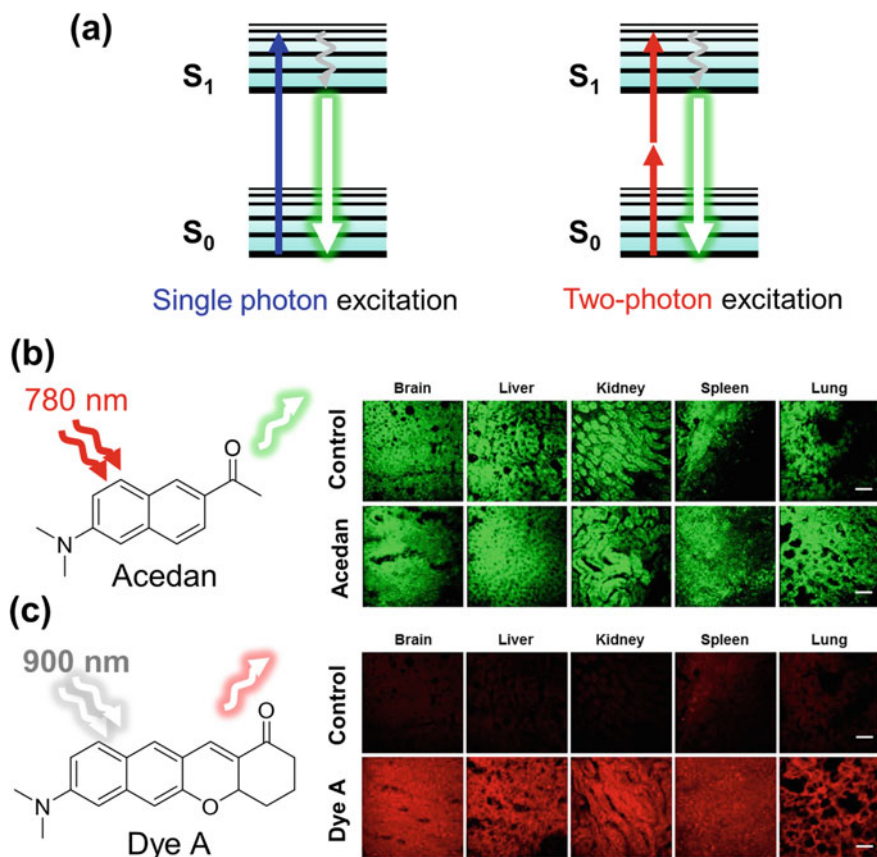 (a)
S1
S0
Single photon excitation
S1
S0
Two-photon excitation
(b)
780 nm
O
N
Acedan
Brain Liver Kidney Spleen Lung
Control
Acedan
(c)
900 nm
O
O
N
Dye A
Brain Liver Kidney Spleen Lung
Control
Dye A